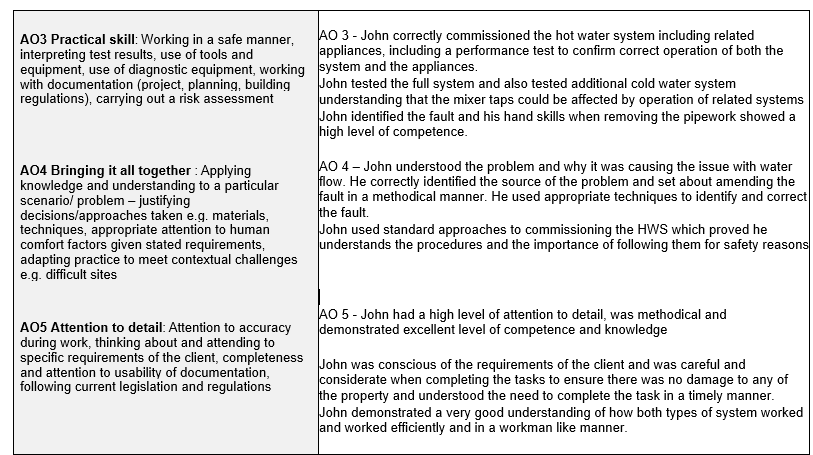 AO3 Practical skill: Working in a safe manner,
interpreting test results, use of tools and
equipment, use of diagnostic equipment, working
with documentation (project, planning, building
regulations), carrying out a risk assessment
AO4 Bringing it all together : Applying
knowledge and understanding to a particular
scenario/ problem – justifying
decisions/approaches taken e.g. materials,
techniques, appropriate attention to human
comfort factors given stated requirements,
adapting practice to meet contextual challenges
e.g. difficult sites
AO5 Attention to detail: Attention to accuracy
during work, thinking about and attending to
specific requirements of the client, completeness
and attention to usability of documentation,
following current legislation and regulations
AO 3 - John correctly commissioned the hot water system including related
appliances, including a performance test to confirm correct operation of both the
system and the appliances.
John tested the full system and also tested additional cold water system
understanding that the mixer taps could be affected by operation of related systems
John identified the fault and his hand skills when removing the pipework showed a
high level of competence.
AO 4 – John understood the problem and why it was causing the issue with water
flow. He correctly identified the source of the problem and set about amending the
fault in a methodical manner. He used appropriate techniques to identify and correct
the fault.
John used standard approaches to commissioning the HWS which proved he
understands the procedures and the importance of following them for safety reasons
AO 5 - John had a high level of attention to detail, was methodical and
demonstrated excellent level of competence and knowledge
John was conscious of the requirements of the client and was careful and
considerate when completing the tasks to ensure there was no damage to any of
the property and understood the need to complete the task in a timely manner.
John demonstrated a very good understanding of how both types of system worked
and worked efficiently and in a workman like manner.